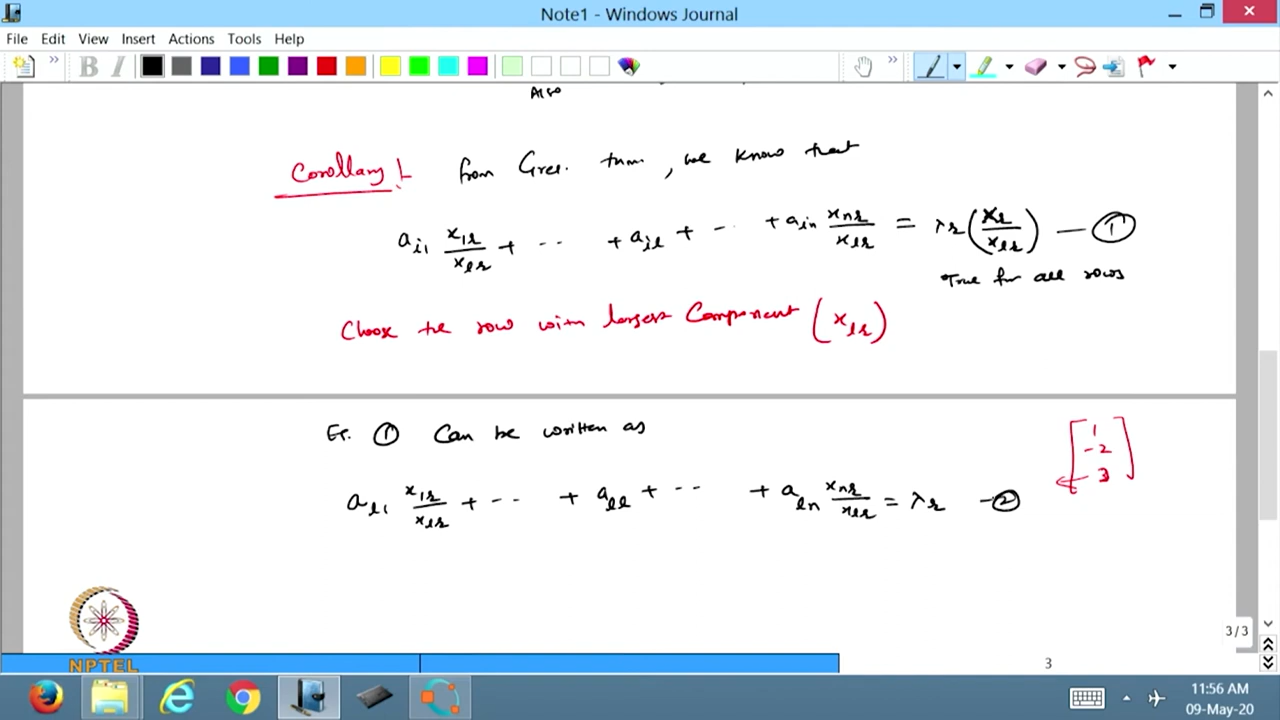 Note1 - Windows Journal
File Edit View Insert Actions Tools Help
Also
Corollary :- from Gres. thm, we know that
a_{i1} x_{1r}/x_{lr} + -- + a_{il} + -- + a_{in} x_{nr}/x_{lr} = λ_r (x_r/x_{lr}) — ①
True for all rows
Choose the row with largest Component (x_{lr})
Eq. ① Can be written as
a_{l1} x_{1r}/x_{lr} + -- + a_{ll} + -- + a_{ln} x_{nr}/x_{lr} = λ_r — ②
[1
-2
3]
3/3
NPTEL
3
11:56 AM
09-May-20